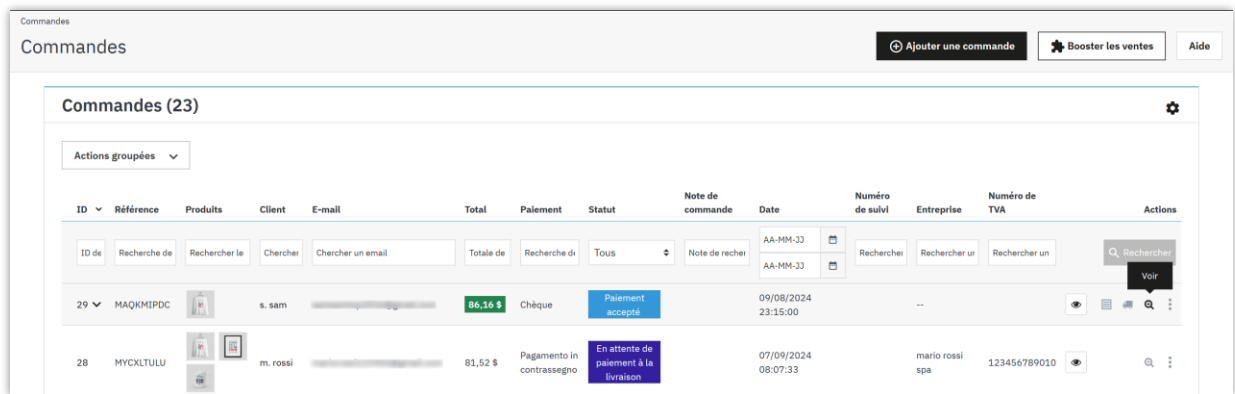 Commandes
Commandes
Ajouter une commande
Booster les ventes
Aide
Commandes (23)
Actions groupées
ID Référence Produits Client E-mail Total Paiement Statut Note de commande Date Numéro de suivi Entreprise Numéro de TVA Actions
ID de Recherche de Rechercher le Chercher Chercher un email Totale de Recherche de Tous Note de recher AA-MM-JJ Recherche Rechercher un Rechercher un Rechercher
AA-MM-JJ
Voir
29 MAQKMIPDC s. sam 86,16 $ Chèque Paiement accepté 09/08/2024 23:15:00 --
28 MYCXLTULU m. rossi 81,52 $ Pagamento in contrassegno En attente de paiement à la livraison 07/09/2024 08:07:33 mario rossi spa 123456789010